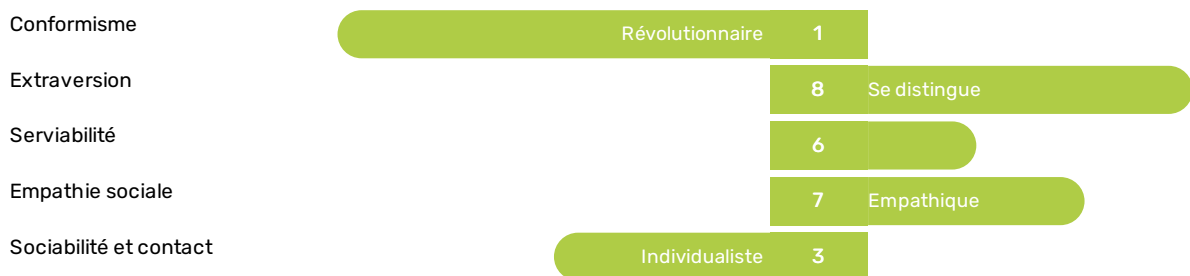 Conformisme Révolutionnaire 1
Extraversion 8 Se distingue
Serviabilité 6
Empathie sociale 7 Empathique
Sociabilité et contact Individualiste 3